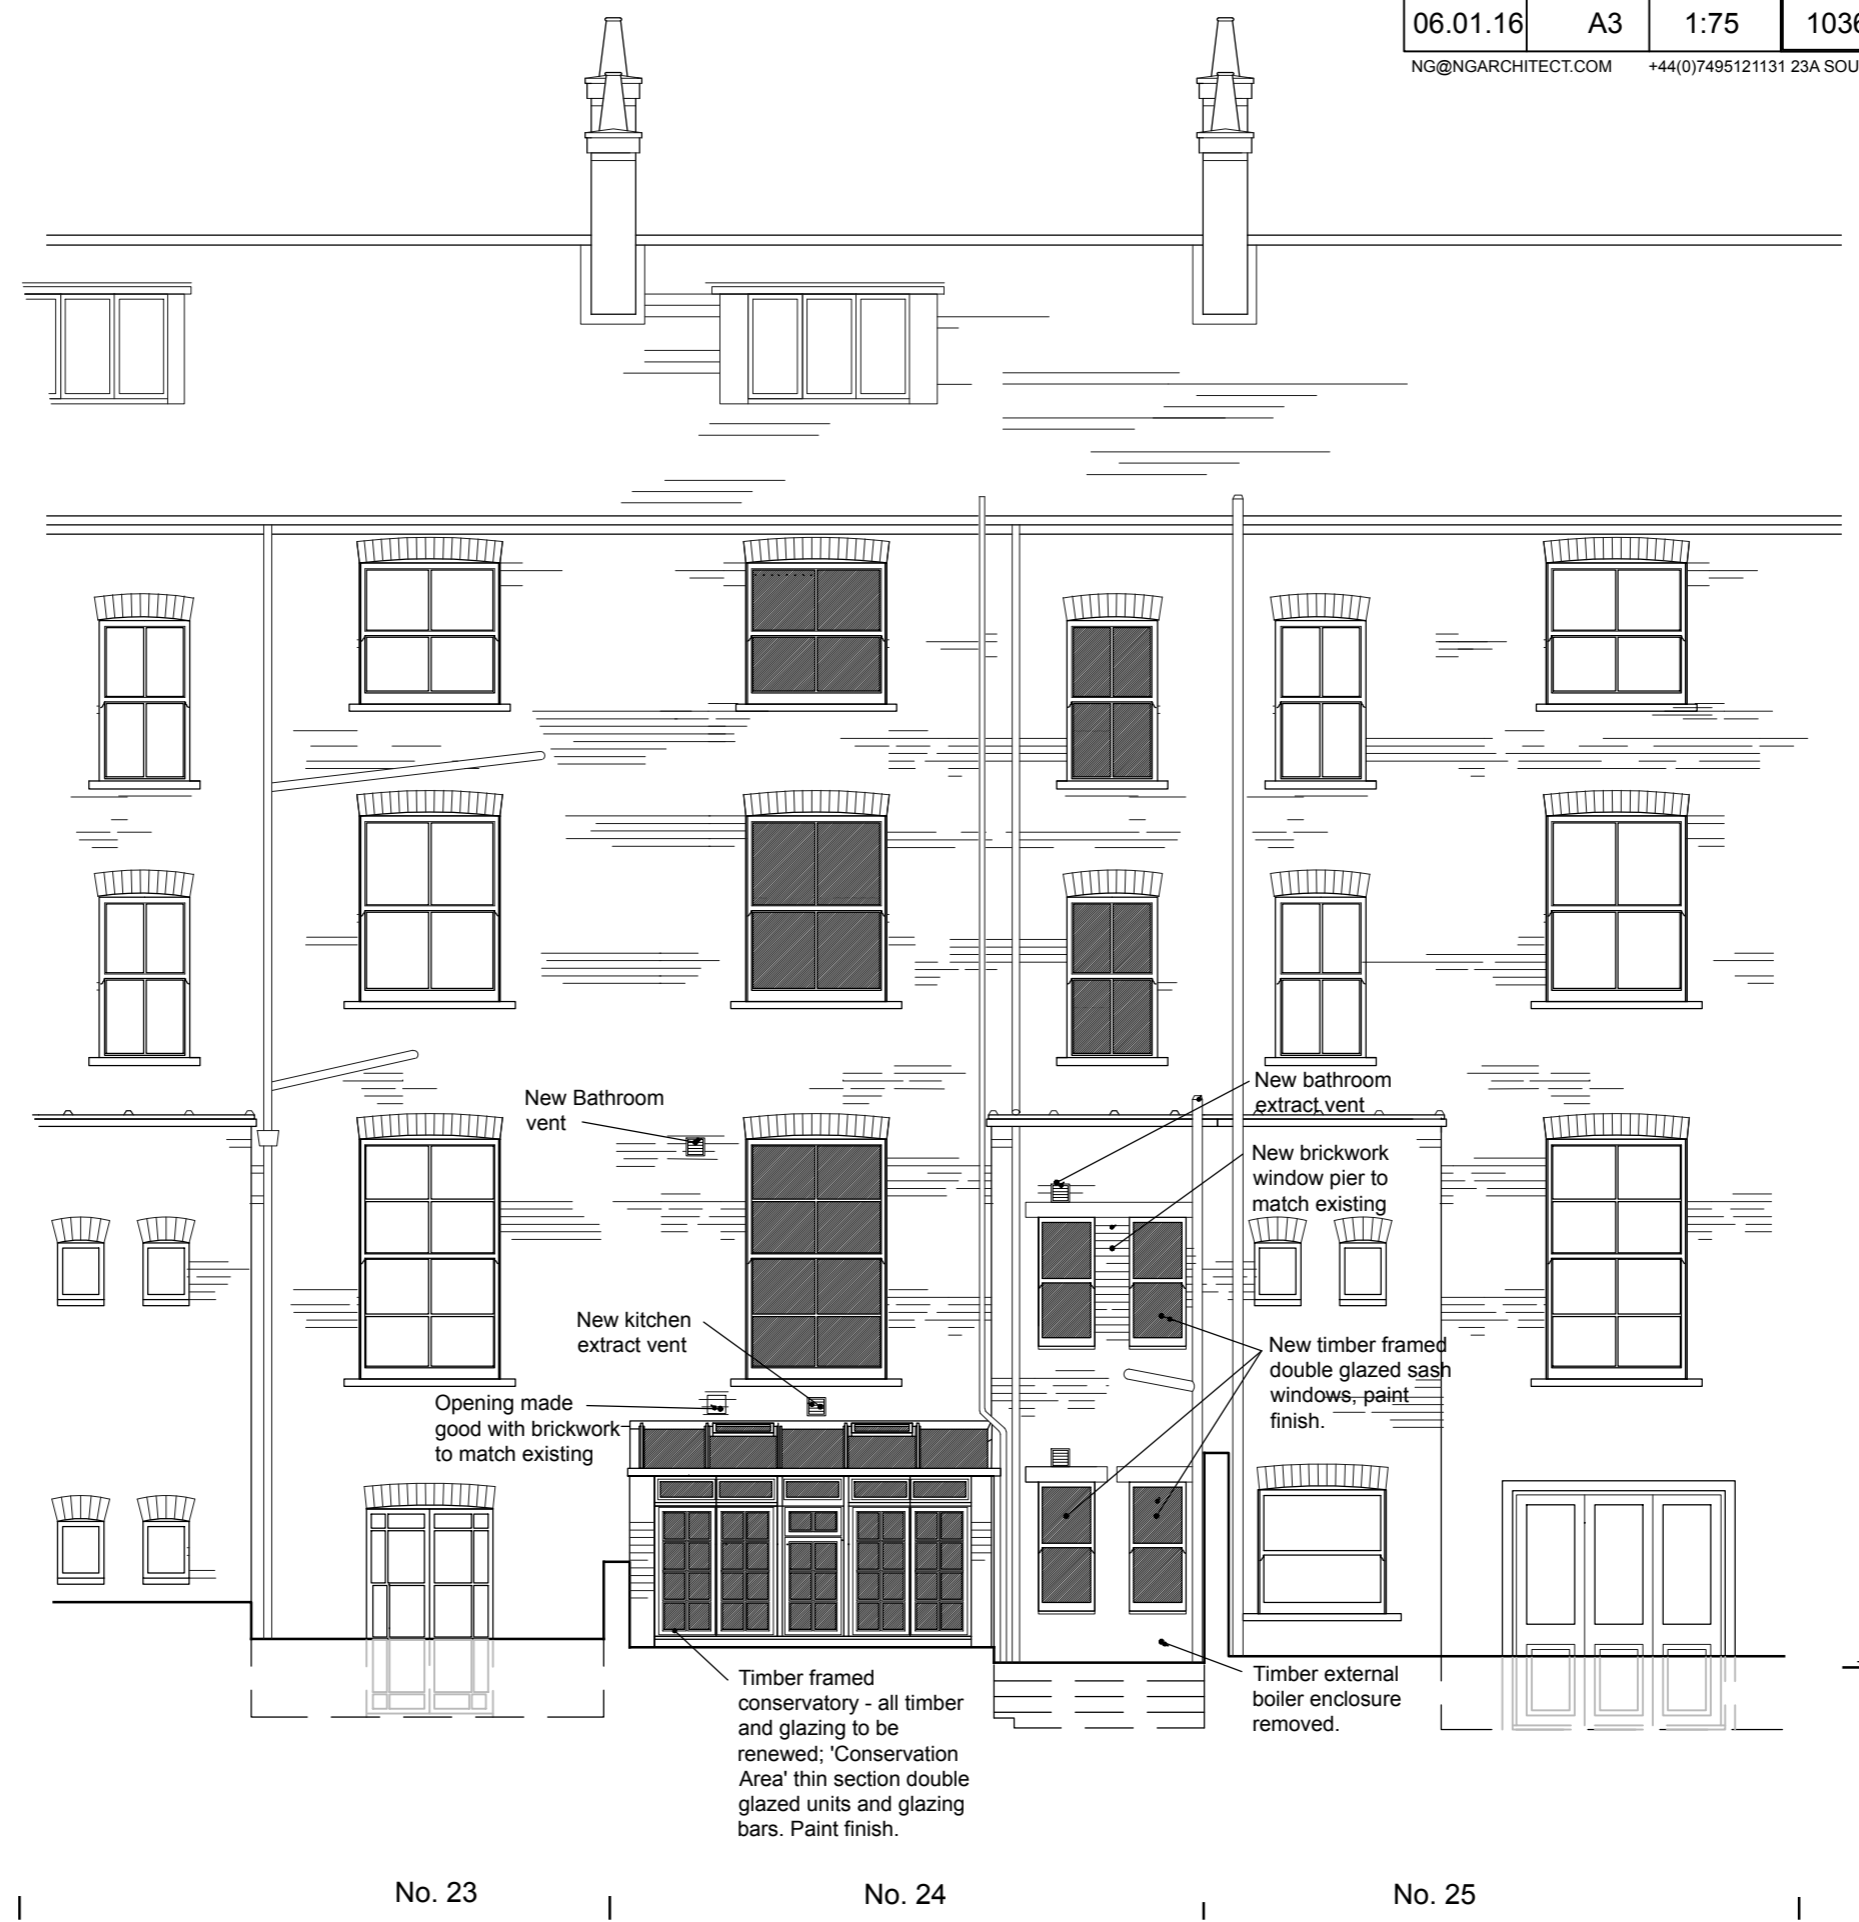 06.01.16 A3 1:75 1036
NG@NGARCHITECT.COM +44(0)7495121131 23A SOU
New Bathroom
vent
New bathroom
extract vent
New brickwork
window pier to
match existing
New kitchen
extract vent
Opening made
good with brickwork
to match existing
New timber framed
double glazed sash
windows, paint
finish.
Timber framed
conservatory - all timber
and glazing to be
renewed; 'Conservation
Area' thin section double
glazed units and glazing
bars. Paint finish.
Timber external
boiler enclosure
removed.
No. 23
No. 24
No. 25